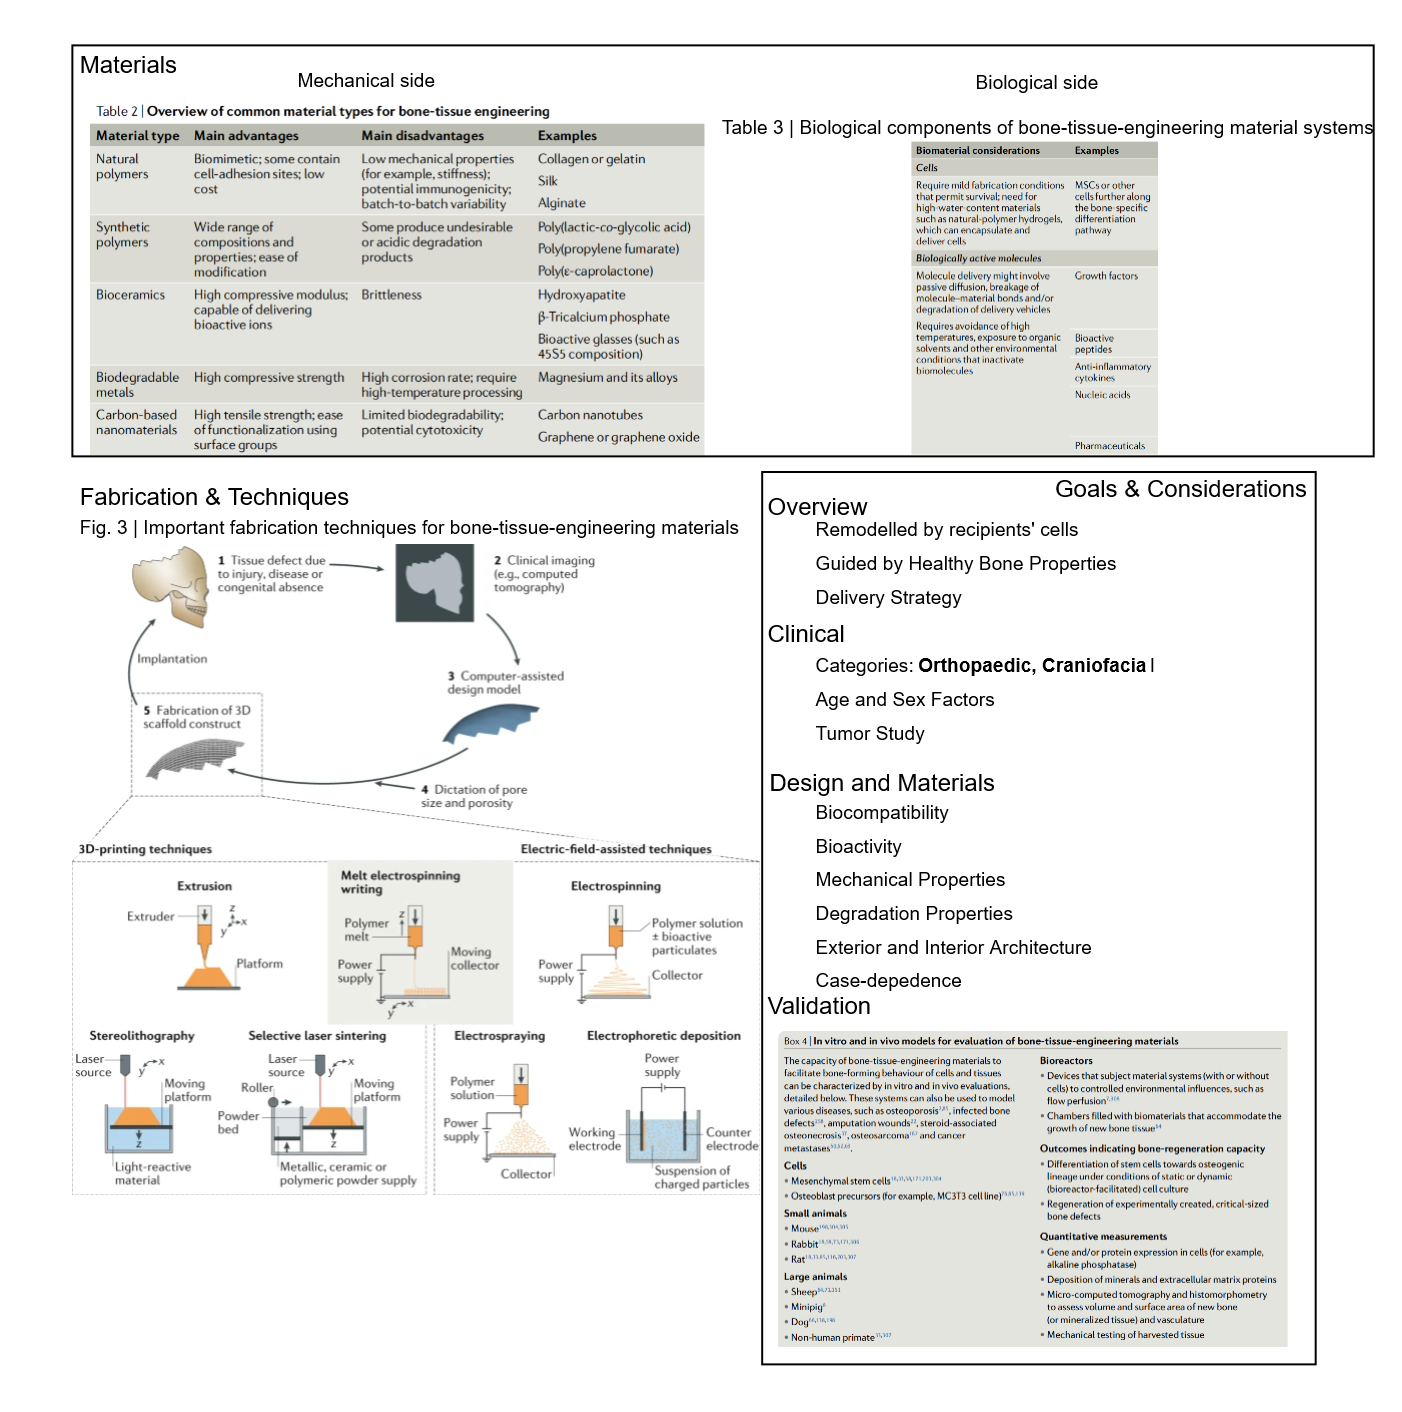 Materials
Mechanical side
Biological side
Table 2 | Overview of common material types for bone-tissue engineering
Material type Main advantages Main disadvantages Examples
Natural polymers
Biomimetic; some contain cell-adhesion sites; low cost
Low mechanical properties (for example, stiffness); potential immunogenicity; batch-to-batch variability
Collagen or gelatin
Silk
Alginate
Synthetic polymers
Wide range of compositions and properties; ease of modification
Some produce undesirable or acidic degradation products
Poly(lactic-co-glycolic acid)
Poly(propylene fumarate)
Poly(ε-caprolactone)
Bioceramics
High compressive modulus; capable of delivering bioactive ions
Brittleness
Hydroxyapatite
β-Tricalcium phosphate
Bioactive glasses (such as 45S5 composition)
Biodegradable metals
High compressive strength
High corrosion rate; require high-temperature processing
Magnesium and its alloys
Carbon-based nanomaterials
High tensile strength; ease of functionalization using surface groups
Limited biodegradability; potential cytotoxicity
Carbon nanotubes
Graphene or graphene oxide
Table 3 | Biological components of bone-tissue-engineering material systems
Biomaterial considerations Examples
Cells
Require mild fabrication conditions
that permit survival; need for
high-water-content materials
such as natural-polymer hydrogels,
which can encapsulate and
deliver cells
MSCs or other
cells further along
the bone-specific
differentiation
pathway
Biologically active molecules
Molecule delivery might involve
passive diffusion, breakage of
molecule–material bonds and/or
degradation of delivery vehicles
Requires avoidance of high
temperatures, exposure to organic
solvents and other environmental
conditions that inactivate
biomolecules
Growth factors
Bioactive
peptides
Anti-inflammatory
cytokines
Nucleic acids
Pharmaceuticals
Fabrication & Techniques
Fig. 3 | Important fabrication techniques for bone-tissue-engineering materials
1 Tissue defect due
to injury, disease or
congenital absence
2 Clinical imaging
(e.g., computed
tomography)
3 Computer-assisted
design model
4 Dictation of pore
size and porosity
5 Fabrication of 3D
scaffold construct
Implantation
3D-printing techniques
Electric-field-assisted techniques
Extrusion
Extruder
z
x
y
Platform
Melt electrospinning
writing
Polymer
melt
z
Power
supply
Moving
collector
x
y
Electrospinning
Polymer solution
± bioactive
particulates
Power
supply
Collector
Stereolithography
Laser
source
x
y
Moving
platform
z
Light-reactive
material
Selective laser sintering
Laser
source
x
y
Roller
Moving
platform
Powder
bed
z
Metallic, ceramic or
polymeric powder supply
Electrospraying
Polymer
solution
Power
supply
Collector
Electrophoretic deposition
Power
supply
Working
electrode
Counter
electrode
Suspension of
charged particles
Goals & Considerations
Overview
Remodelled by recipients' cells
Guided by Healthy Bone Properties
Delivery Strategy
Clinical
Categories: Orthopaedic, Craniofacial
Age and Sex Factors
Tumor Study
Design and Materials
Biocompatibility
Bioactivity
Mechanical Properties
Degradation Properties
Exterior and Interior Architecture
Case-depedence
Validation
Box 4 | In vitro and in vivo models for evaluation of bone-tissue-engineering materials
The capacity of bone-tissue-engineering materials to
facilitate bone-forming behaviour of cells and tissues
can be characterized by in vitro and in vivo evaluations,
detailed below. These systems can also be used to model
various diseases, such as osteoporosis, infected bone
defects, amputation wounds, steroid-associated
osteonecrosis, osteosarcoma and cancer
metastases.
Cells
• Mesenchymal stem cells
• Osteoblast precursors (for example, MC3T3 cell line)
Small animals
• Mouse
• Rabbit
• Rat
Large animals
• Sheep
• Minipig
• Dog
• Non-human primate
Bioreactors
• Devices that subject material systems (with or without
cells) to controlled environmental influences, such as
flow perfusion
• Chambers filled with biomaterials that accommodate the
growth of new bone tissue
Outcomes indicating bone-regeneration capacity
• Differentiation of stem cells towards osteogenic
lineage under conditions of static or dynamic
(bioreactor-facilitated) cell culture
• Regeneration of experimentally created, critical-sized
bone defects
Quantitative measurements
• Gene and/or protein expression in cells (for example,
alkaline phosphatase)
• Deposition of minerals and extracellular matrix proteins
• Micro-computed tomography and histomorphometry
to assess volume and surface area of new bone
(or mineralized tissue) and vasculature
• Mechanical testing of harvested tissue